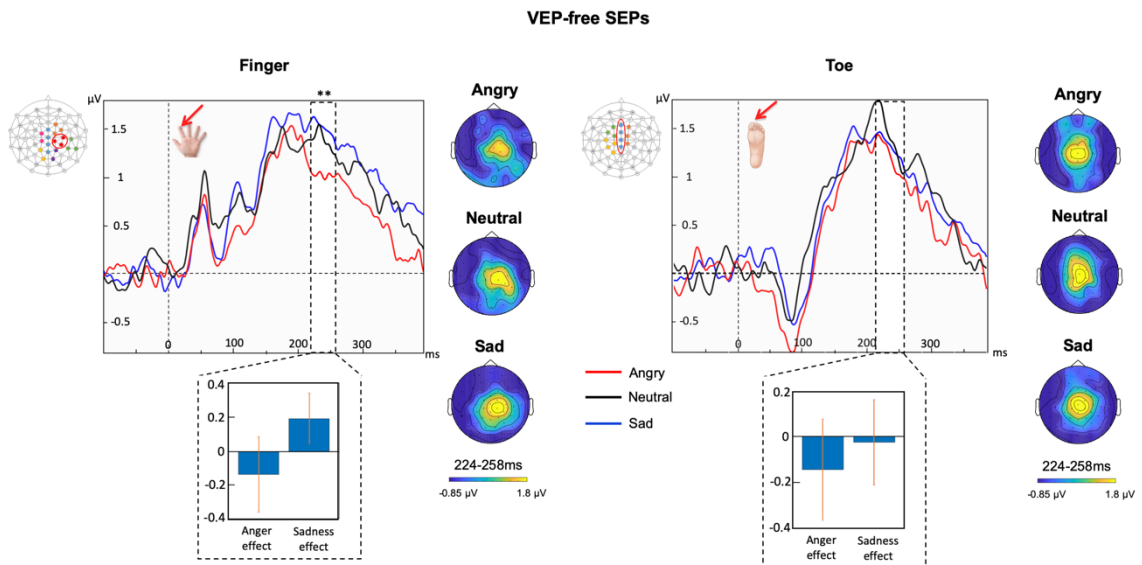 VEP-free SEPs
Finger
µV
**
1.5
1
0.5
-0.5
0
100
200
300
ms
Angry
Neutral
Sad
224-258ms
-0.85 µV
1.8 µV
0.4
0.2
0
-0.2
-0.4
Anger effect
Sadness effect
Toe
µV
1.5
1
0.5
-0.5
0
100
200
300
ms
Angry
Neutral
Sad
Angry
Neutral
Sad
224-258ms
-0.85 µV
1.8 µV
0.2
0
-0.2
-0.4
Anger effect
Sadness effect